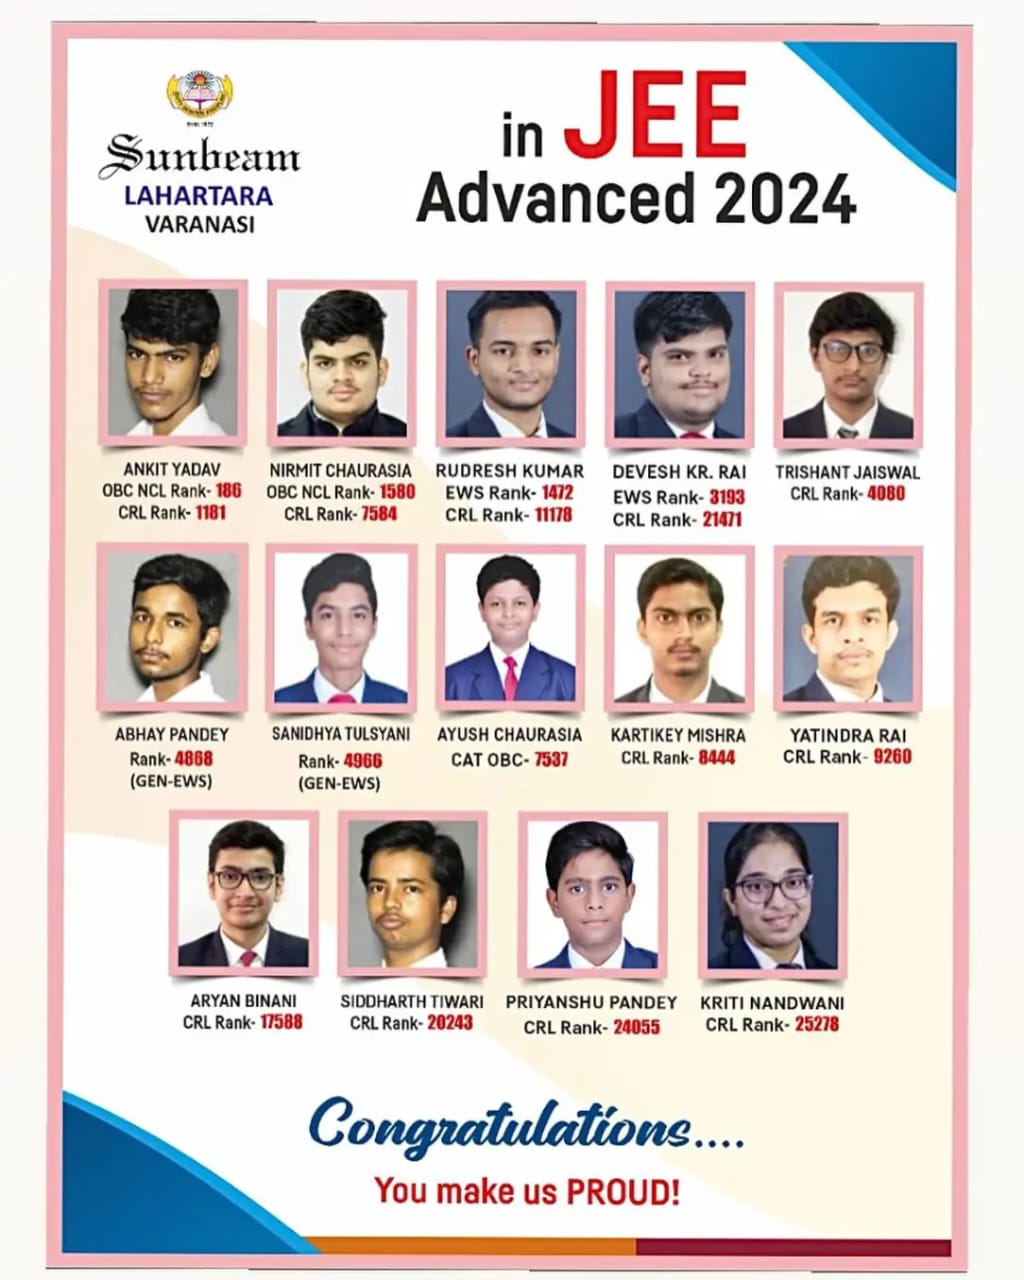 in JEE
Advanced 2024
Sunbeam
LAHARTARA
VARANASI
ANKIT YADAV
OBC NCL Rank- 186
CRL Rank- 1181
NIRMIT CHAURASIA
OBC NCL Rank- 1580
CRL Rank- 7584
RUDRESH KUMAR
EWS Rank- 1472
CRL Rank- 11178
DEVESH KR. RAI
EWS Rank- 3193
CRL Rank- 21471
TRISHANT JAISWAL
CRL Rank- 4080
ABHAY PANDEY
Rank- 4868
(GEN-EWS)
SANIDHYA TULSYANI
Rank- 4966
(GEN-EWS)
AYUSH CHAURASIA
CAT OBC- 7537
KARTIKEY MISHRA
CRL Rank- 8444
YATINDRA RAI
CRL Rank- 9260
ARYAN BINANI
CRL Rank- 17588
SIDDHARTH TIWARI
CRL Rank- 20243
PRIYANSHU PANDEY
CRL Rank- 24055
KRITI NANDWANI
CRL Rank- 25278
Congratulations....
You make us PROUD!